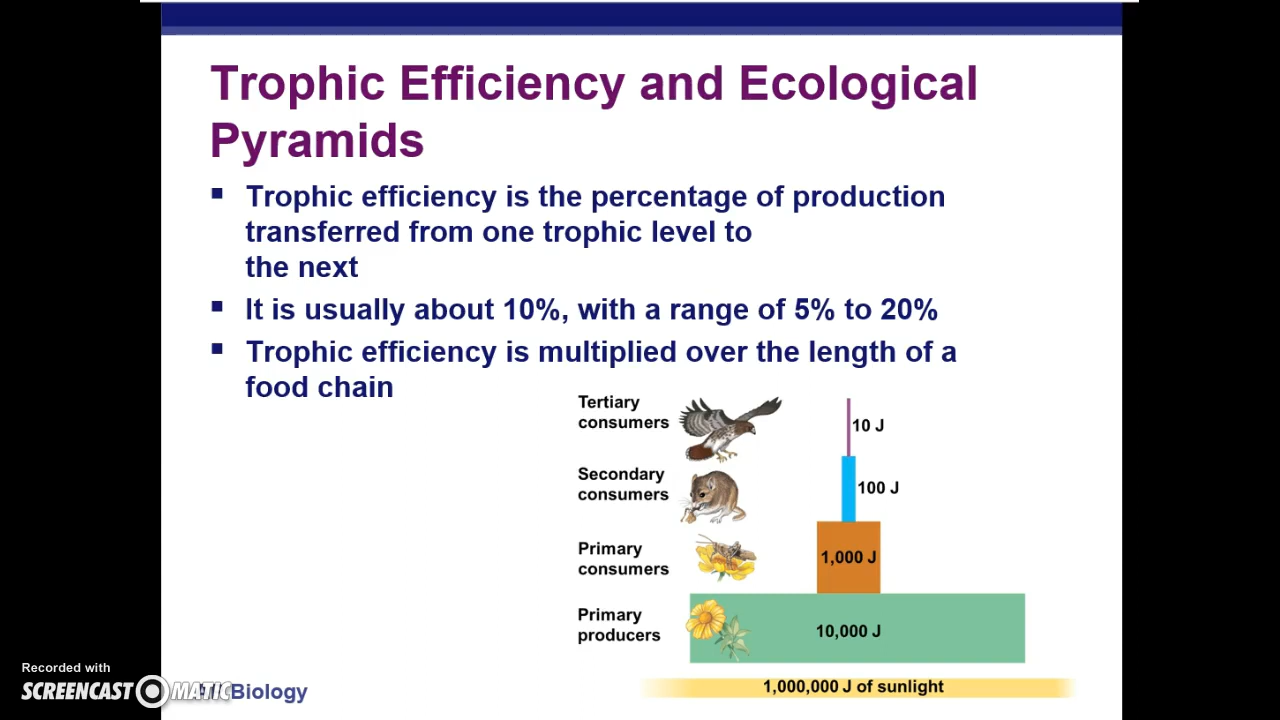 Trophic Efficiency and Ecological
Pyramids
▪ Trophic efficiency is the percentage of production
transferred from one trophic level to
the next
▪ It is usually about 10%, with a range of 5% to 20%
▪ Trophic efficiency is multiplied over the length of a
food chain
Tertiary
consumers
10 J
Secondary
consumers
100 J
Primary
consumers
1,000 J
Primary
producers
10,000 J
1,000,000 J of sunlight
Recorded with
SCREENCAST MATIC
Biology